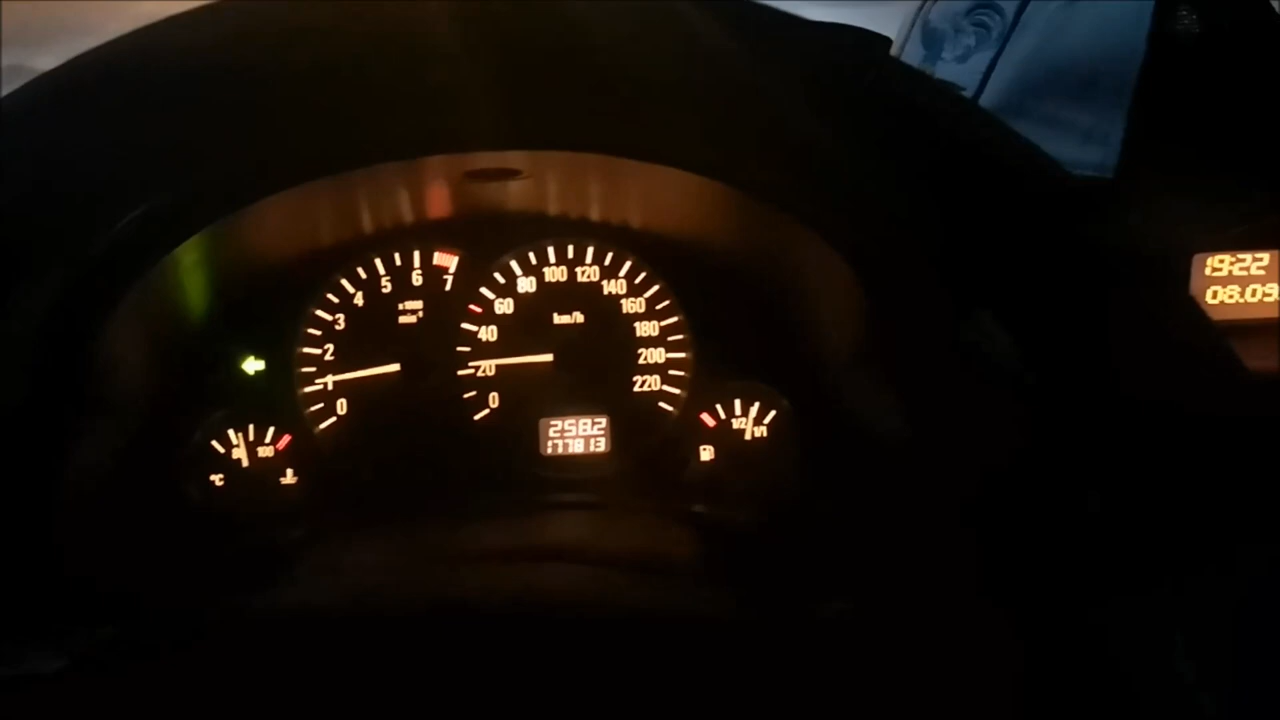 19:22
08.09
0 1 2 3 4 5 6 7
x1000
min⁻¹
0 20 40 60 80 100 120 140 160 180 200 220
km/h
258.2
177813
100
°C
1/2 1/1